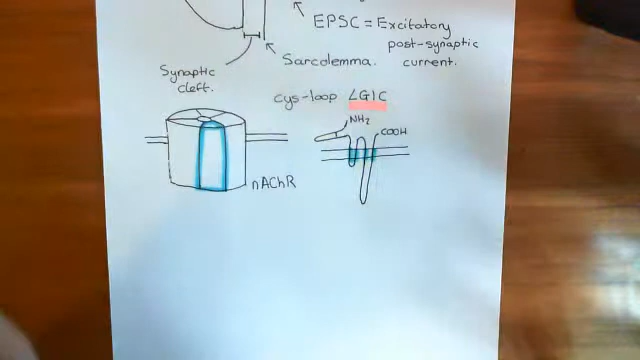 EPSC = Excitatory
post-synaptic
current.
Sarcolemma.
Synaptic
cleft.
cys-loop LGIC
NH2
COOH
nAChR